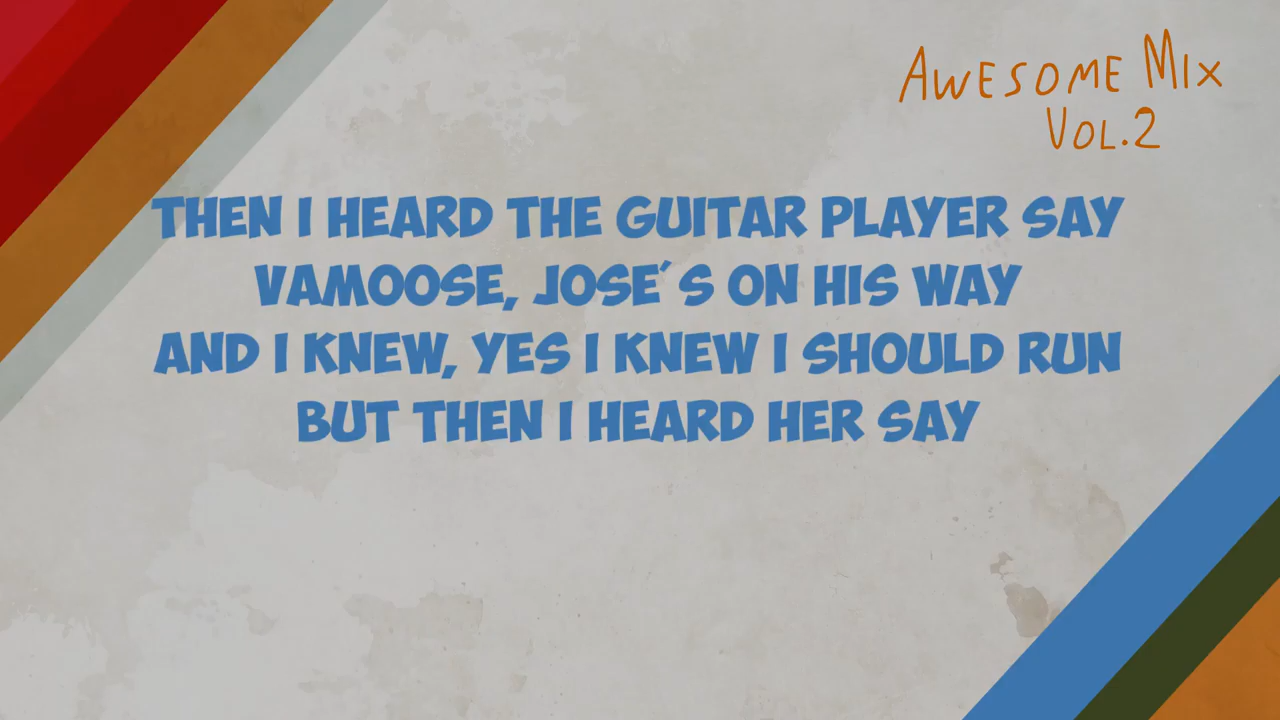 AWESOME MIX
VOL.2
THEN I HEARD THE GUITAR PLAYER SAY
VAMOOSE, JOSE'S ON HIS WAY
AND I KNEW, YES I KNEW I SHOULD RUN
BUT THEN I HEARD HER SAY